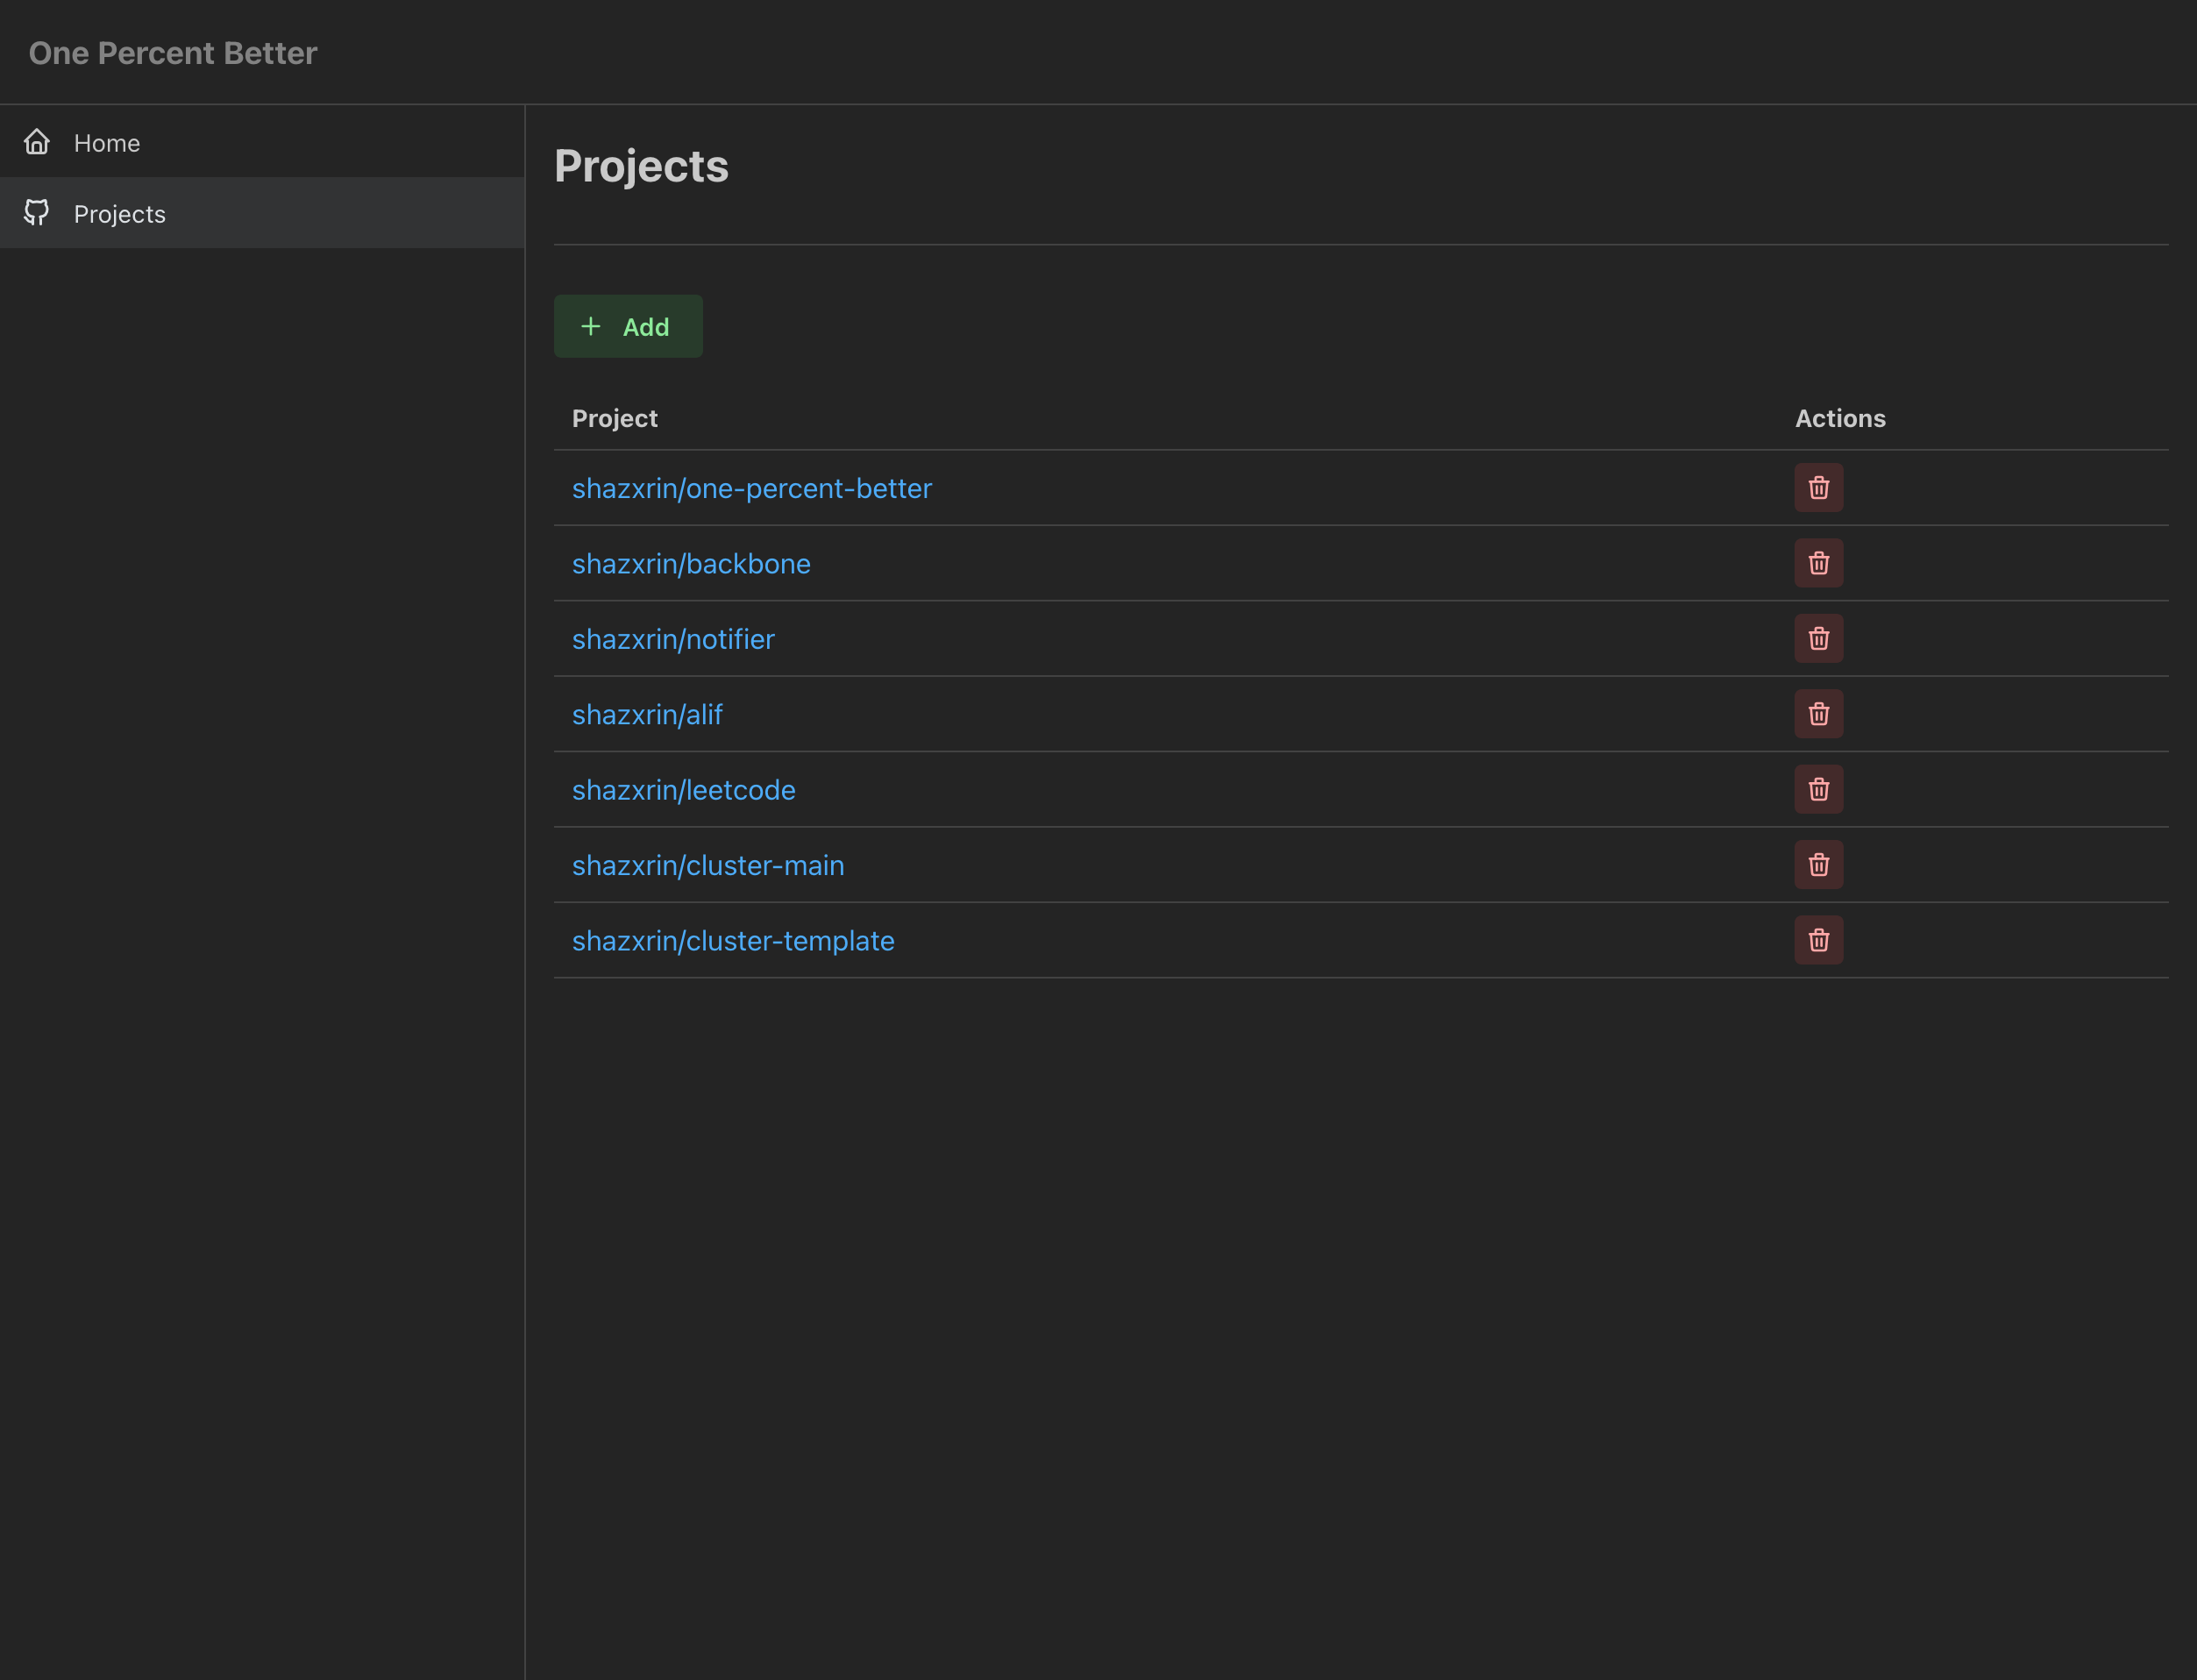 One Percent Better
Home
Projects
Projects
Add
Project Actions
shazxrin/one-percent-better
shazxrin/backbone
shazxrin/notifier
shazxrin/alif
shazxrin/leetcode
shazxrin/cluster-main
shazxrin/cluster-template